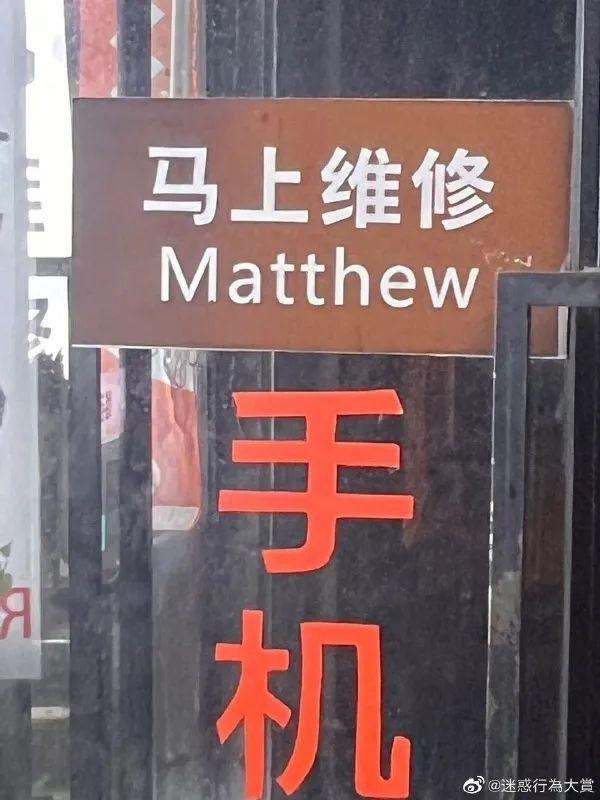 马上维修
Matthew
手
机
R
@迷惑行為大賞